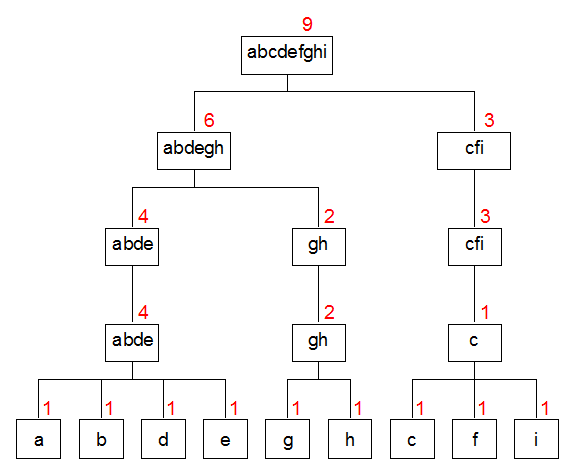 9
abcdefghi
6 3
abdegh cfi
4 2 3
abde gh cfi
4 2 1
abde gh c
1 1 1 1 1 1 1 1 1
a b d e g h c f i